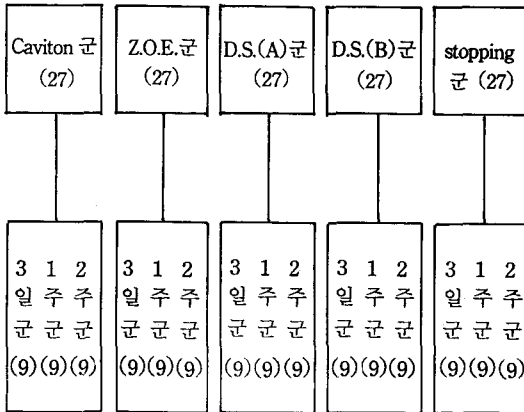 Caviton 군
(27)
Z.O.E.군
(27)
D.S.(A)군
(27)
D.S.(B)군
(27)
stopping
군 (27)
3 1 2
일 주 주
군 군 군
(9)(9)(9)
3 1 2
일 주 주
군 군 군
(9)(9)(9)
3 1 2
일 주 주
군 군 군
(9)(9)(9)
3 1 2
일 주 주
군 군 군
(9)(9)(9)
3 1 2
일 주 주
군 군 군
(9)(9)(9)